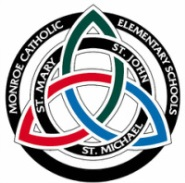 MONROE CATHOLIC
ELEMENTARY SCHOOLS
ST. MARY
ST. JOHN
ST. MICHAEL